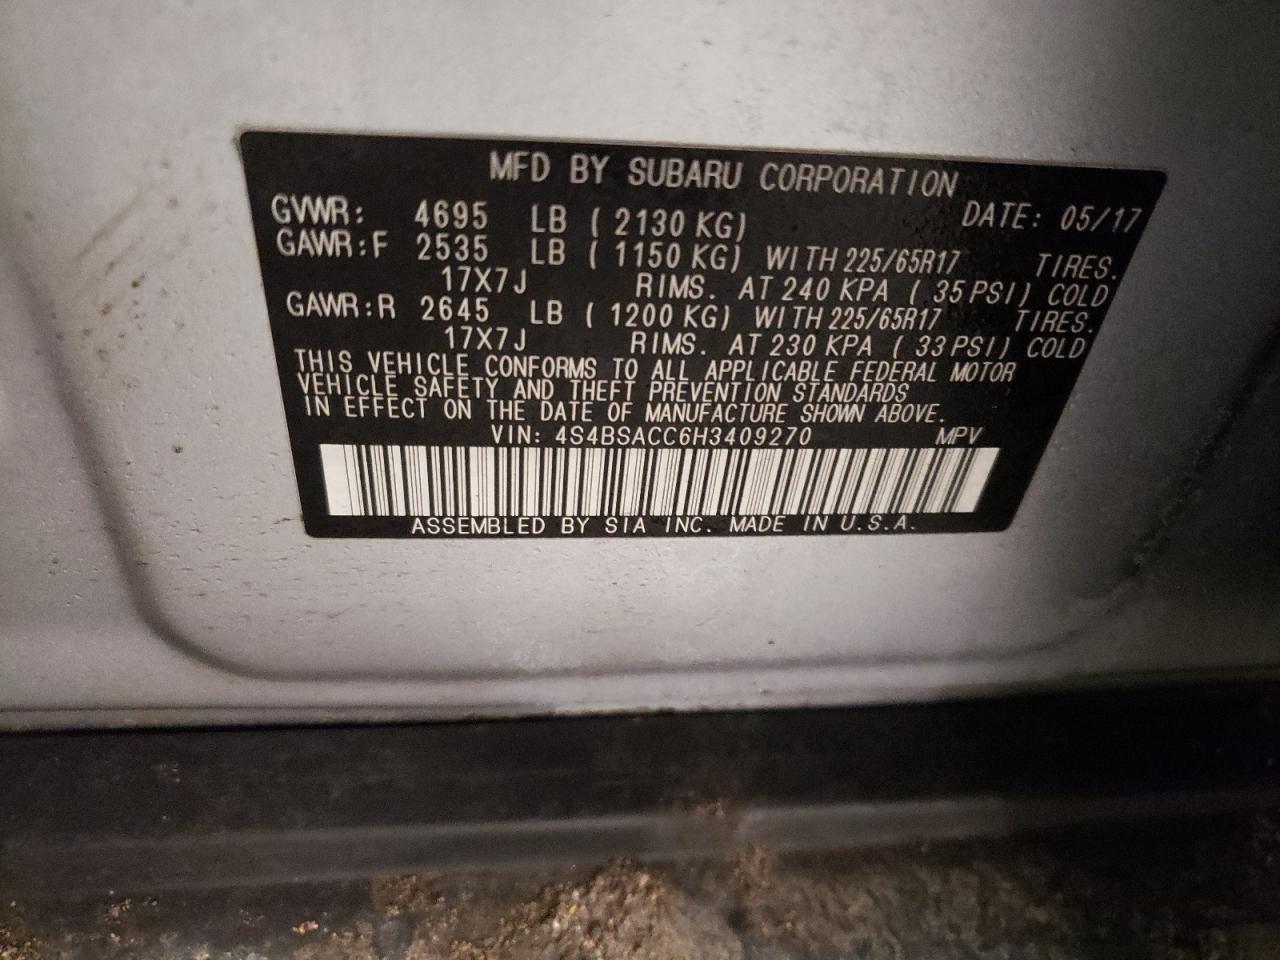 MFD BY SUBARU CORPORATION
GVWR: 4695 LB ( 2130 KG) DATE: 05/17
GAWR:F 2535 LB ( 1150 KG) WITH 225/65R17 TIRES.
17X7J RIMS. AT 240 KPA ( 35 PSI) COLD
GAWR:R 2645 LB ( 1200 KG) WITH 225/65R17 TIRES.
17X7J RIMS. AT 230 KPA ( 33 PSI) COLD
THIS VEHICLE CONFORMS TO ALL APPLICABLE FEDERAL MOTOR
VEHICLE SAFETY AND THEFT PREVENTION STANDARDS
IN EFFECT ON THE DATE OF MANUFACTURE SHOWN ABOVE.
VIN: 4S4BSACC6H3409270 MPV
ASSEMBLED BY SIA INC. MADE IN U.S.A.